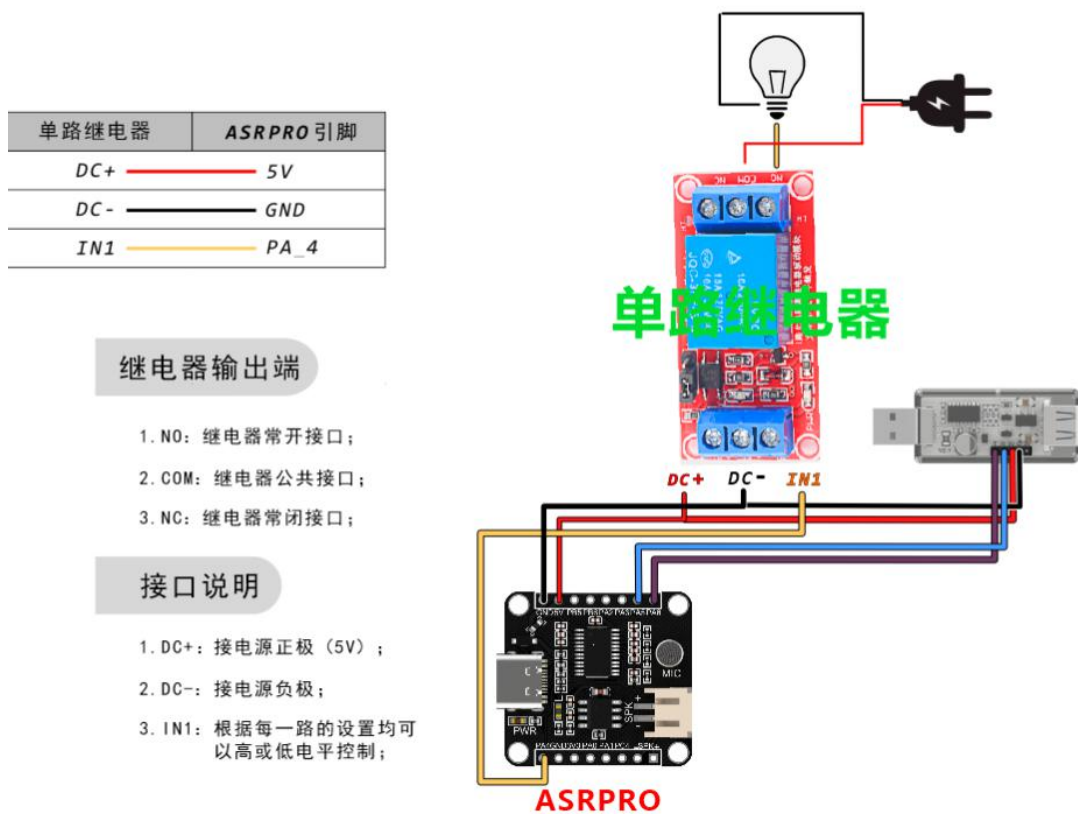 单路继电器 ASRPRO引脚
DC+ 5V
DC- GND
IN1 PA_4
继电器输出端
1.NO：继电器常开接口；
2.COM：继电器公共接口；
3.NC：继电器常闭接口；
接口说明
1.DC+：接电源正极（5V）；
2.DC-：接电源负极；
3.IN1：根据每一路的设置均可
以高或低电平控制；
COM
单路继电器
DC+ DC- IN1
MIC
SPK
+
-
PWR
ASRPRO